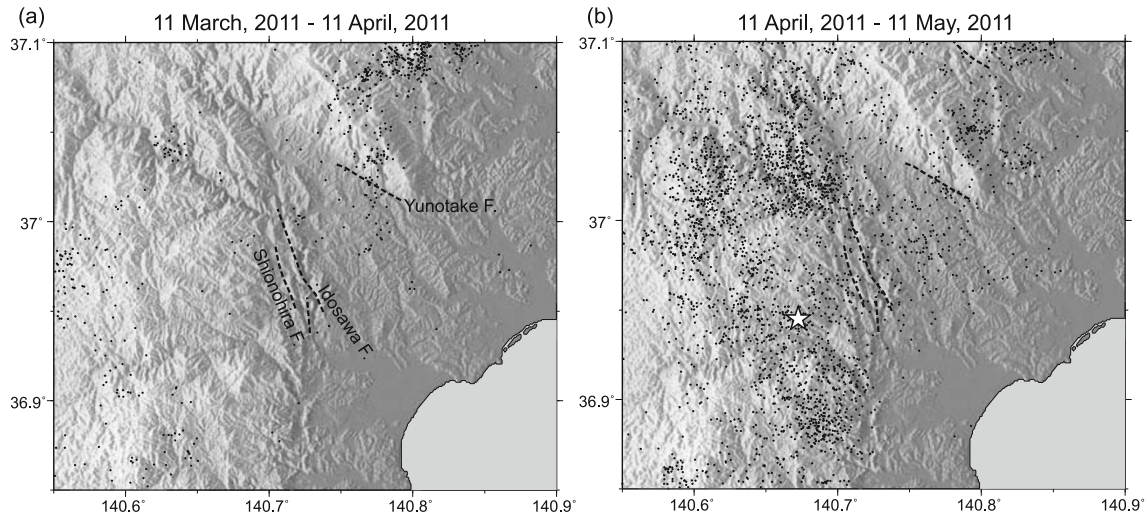 (a)
11 March, 2011 - 11 April, 2011
37.1˚
37˚
36.9˚
140.6˚
140.7˚
140.8˚
140.9˚
Yunotake F.
Shionohira F.
Idosawa F.
(b)
11 April, 2011 - 11 May, 2011
37.1˚
37˚
36.9˚
140.6˚
140.7˚
140.8˚
140.9˚